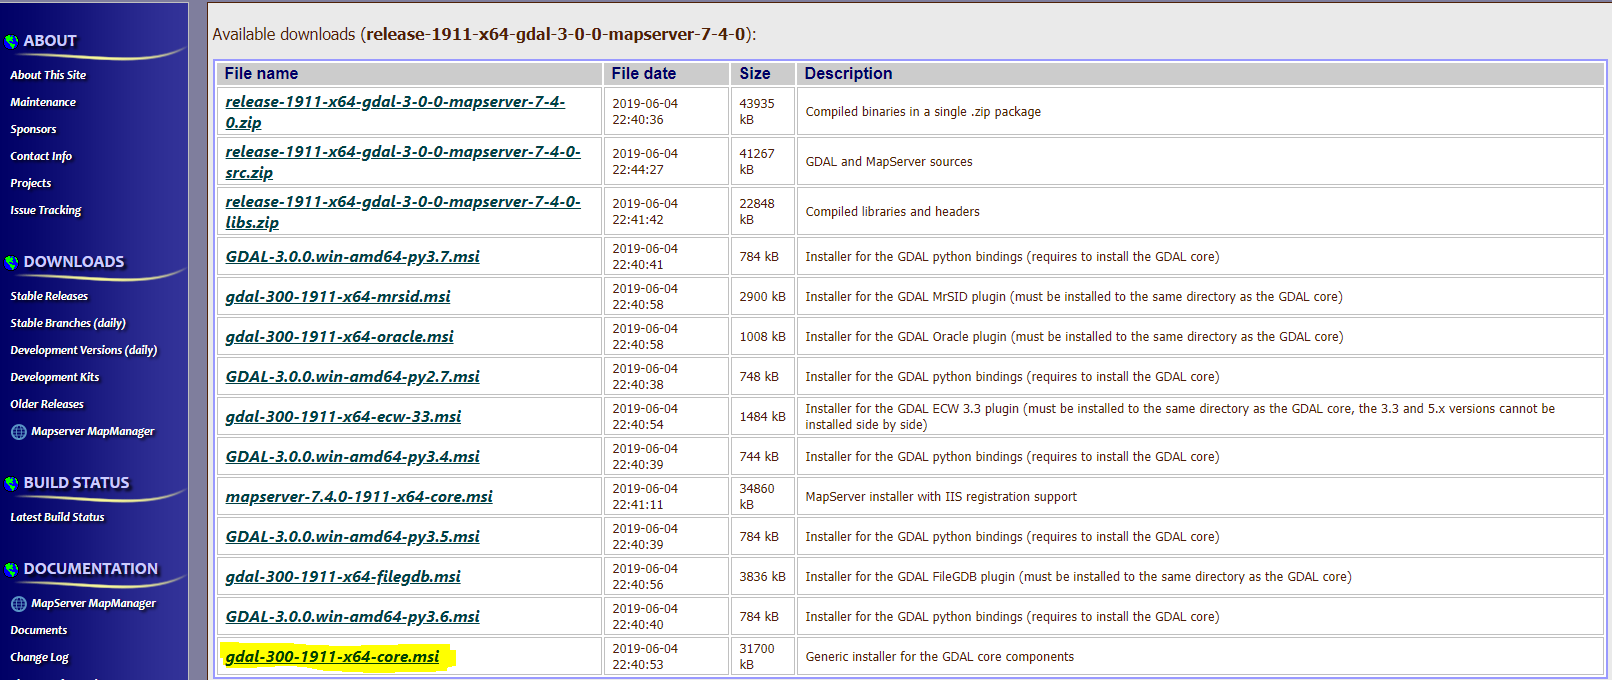 ABOUT
About This Site
Maintenance
Sponsors
Contact Info
Projects
Issue Tracking
DOWNLOADS
Stable Releases
Stable Branches (daily)
Development Versions (daily)
Development Kits
Older Releases
Mapserver MapManager
BUILD STATUS
Latest Build Status
DOCUMENTATION
MapServer MapManager
Documents
Change Log
Available downloads (release-1911-x64-gdal-3-0-0-mapserver-7-4-0):
File name File date Size Description
release-1911-x64-gdal-3-0-0-mapserver-7-4-
0.zip
2019-06-04
22:40:36
43935
kB
Compiled binaries in a single .zip package
release-1911-x64-gdal-3-0-0-mapserver-7-4-0-
src.zip
2019-06-04
22:44:27
41267
kB
GDAL and MapServer sources
release-1911-x64-gdal-3-0-0-mapserver-7-4-0-
libs.zip
2019-06-04
22:41:42
22848
kB
Compiled libraries and headers
GDAL-3.0.0.win-amd64-py3.7.msi
2019-06-04
22:40:41
784 kB
Installer for the GDAL python bindings (requires to install the GDAL core)
gdal-300-1911-x64-mrsid.msi
2019-06-04
22:40:58
2900 kB
Installer for the GDAL MrSID plugin (must be installed to the same directory as the GDAL core)
gdal-300-1911-x64-oracle.msi
2019-06-04
22:40:58
1008 kB
Installer for the GDAL Oracle plugin (must be installed to the same directory as the GDAL core)
GDAL-3.0.0.win-amd64-py2.7.msi
2019-06-04
22:40:38
748 kB
Installer for the GDAL python bindings (requires to install the GDAL core)
gdal-300-1911-x64-ecw-33.msi
2019-06-04
22:40:54
1484 kB
Installer for the GDAL ECW 3.3 plugin (must be installed to the same directory as the GDAL core, the 3.3 and 5.x versions cannot be
installed side by side)
GDAL-3.0.0.win-amd64-py3.4.msi
2019-06-04
22:40:39
744 kB
Installer for the GDAL python bindings (requires to install the GDAL core)
mapserver-7.4.0-1911-x64-core.msi
2019-06-04
22:41:11
34860
kB
MapServer installer with IIS registration support
GDAL-3.0.0.win-amd64-py3.5.msi
2019-06-04
22:40:39
784 kB
Installer for the GDAL python bindings (requires to install the GDAL core)
gdal-300-1911-x64-filegdb.msi
2019-06-04
22:40:56
3836 kB
Installer for the GDAL FileGDB plugin (must be installed to the same directory as the GDAL core)
GDAL-3.0.0.win-amd64-py3.6.msi
2019-06-04
22:40:40
784 kB
Installer for the GDAL python bindings (requires to install the GDAL core)
gdal-300-1911-x64-core.msi
2019-06-04
22:40:53
31700
kB
Generic installer for the GDAL core components